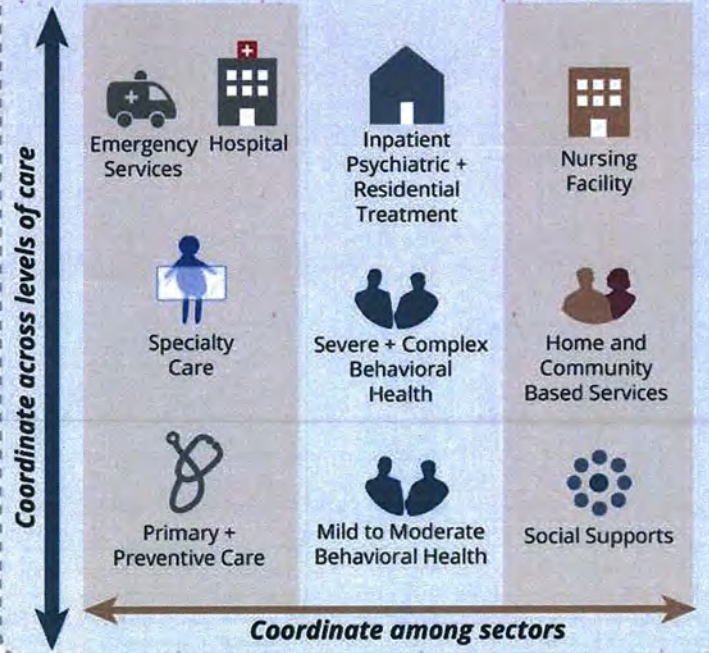 Coordinate across levels of care
Emergency
Services
Hospital
Inpatient
Psychiatric +
Residential
Treatment
Nursing
Facility
Specialty
Care
Severe + Complex
Behavioral
Health
Home and
Community
Based Services
Primary +
Preventive Care
Mild to Moderate
Behavioral Health
Social Supports
Coordinate among sectors